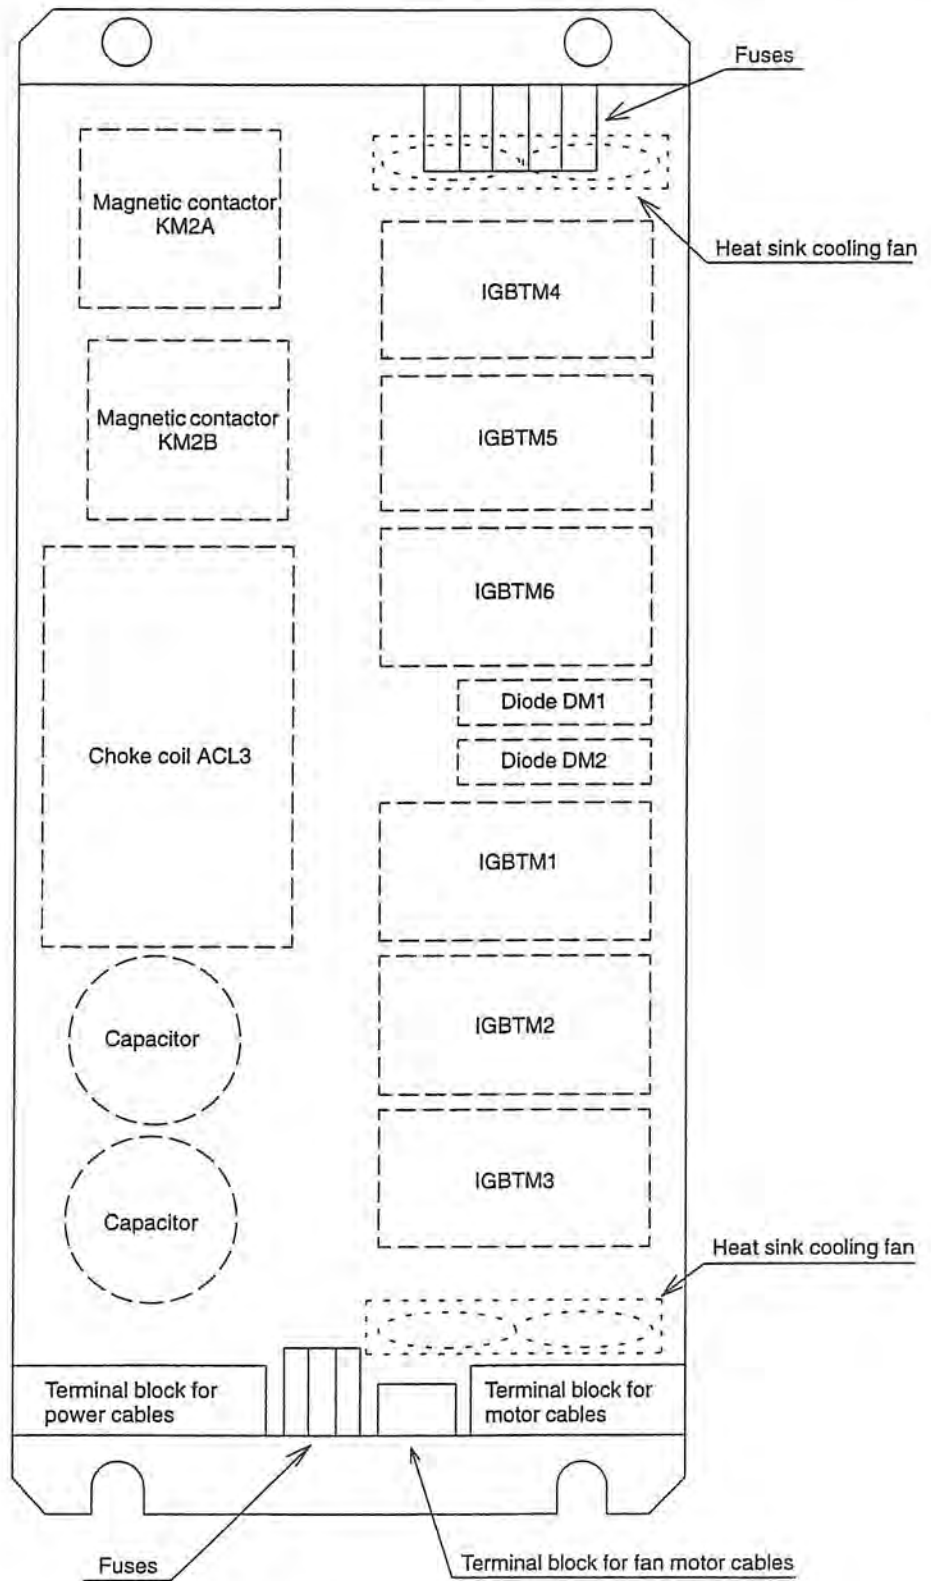 Fuses
Magnetic contactor
KM2A
Heat sink cooling fan
IGBTM4
Magnetic contactor
KM2B
IGBTM5
IGBTM6
Diode DM1
Choke coil ACL3
Diode DM2
IGBTM1
IGBTM2
Capacitor
IGBTM3
Capacitor
Heat sink cooling fan
Terminal block for
power cables
Terminal block for
motor cables
Fuses
Terminal block for fan motor cables